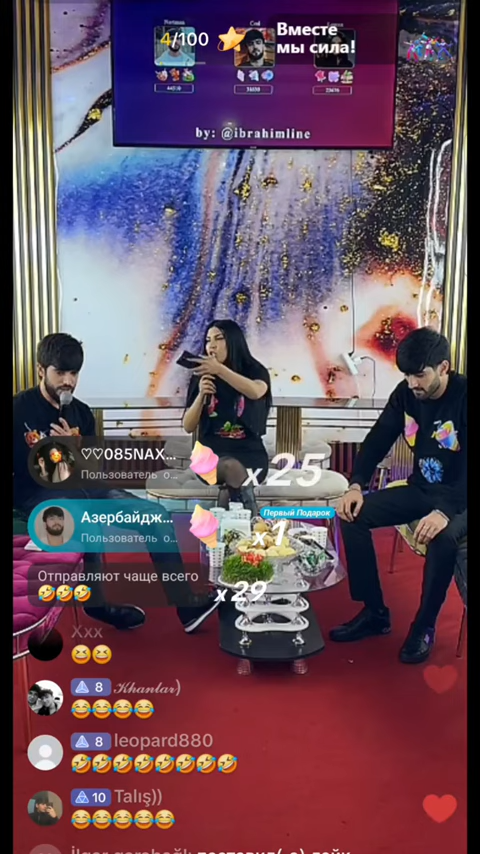 4/100
Вместе
мы сила!
by: @ibrahimline
♡♡085NAX...
Пользователь о...
x25
Азербайдж...
Пользователь о...
Первый Подарок
x1
Отправляют чаще всего
🤣🤣🤣
x29
Xxx
😆😆
8 Khantar)
😂😂😂😂
8 leopard880
🤣🤣🤣🤣🤣🤣🤣🤣
10 Talış))
😂😂😂😂😂